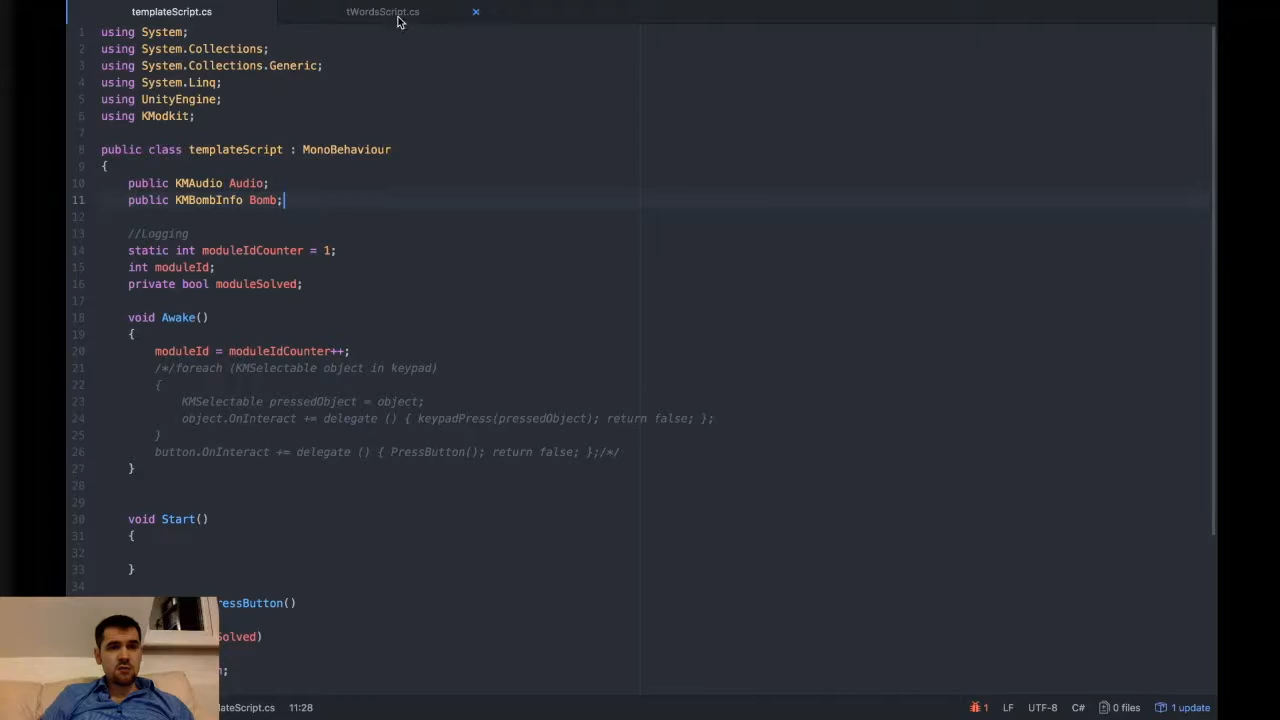 templateScript.cs
tWordsScript.cs
1 using System;
2 using System.Collections;
3 using System.Collections.Generic;
4 using System.Linq;
5 using UnityEngine;
6 using KModkit;
7
8 public class templateScript : MonoBehaviour
9 {
10 public KMAudio Audio;
11 public KMBombInfo Bomb;
12
13 //Logging
14 static int moduleIdCounter = 1;
15 int moduleId;
16 private bool moduleSolved;
17
18 void Awake()
19 {
20 moduleId = moduleIdCounter++;
21 /*/foreach (KMSelectable object in keypad)
22 {
23 KMSelectable pressedObject = object;
24 object.OnInteract += delegate () { keypadPress(pressedObject); return false; };
25 }
26 button.OnInteract += delegate () { PressButton(); return false; };/*/
27 }
28
29
30 void Start()
31 {
32
33 }
34
ressButton()
Solved)
;
lateScript.cs 11:28 1 LF UTF-8 C# 0 files 1 update